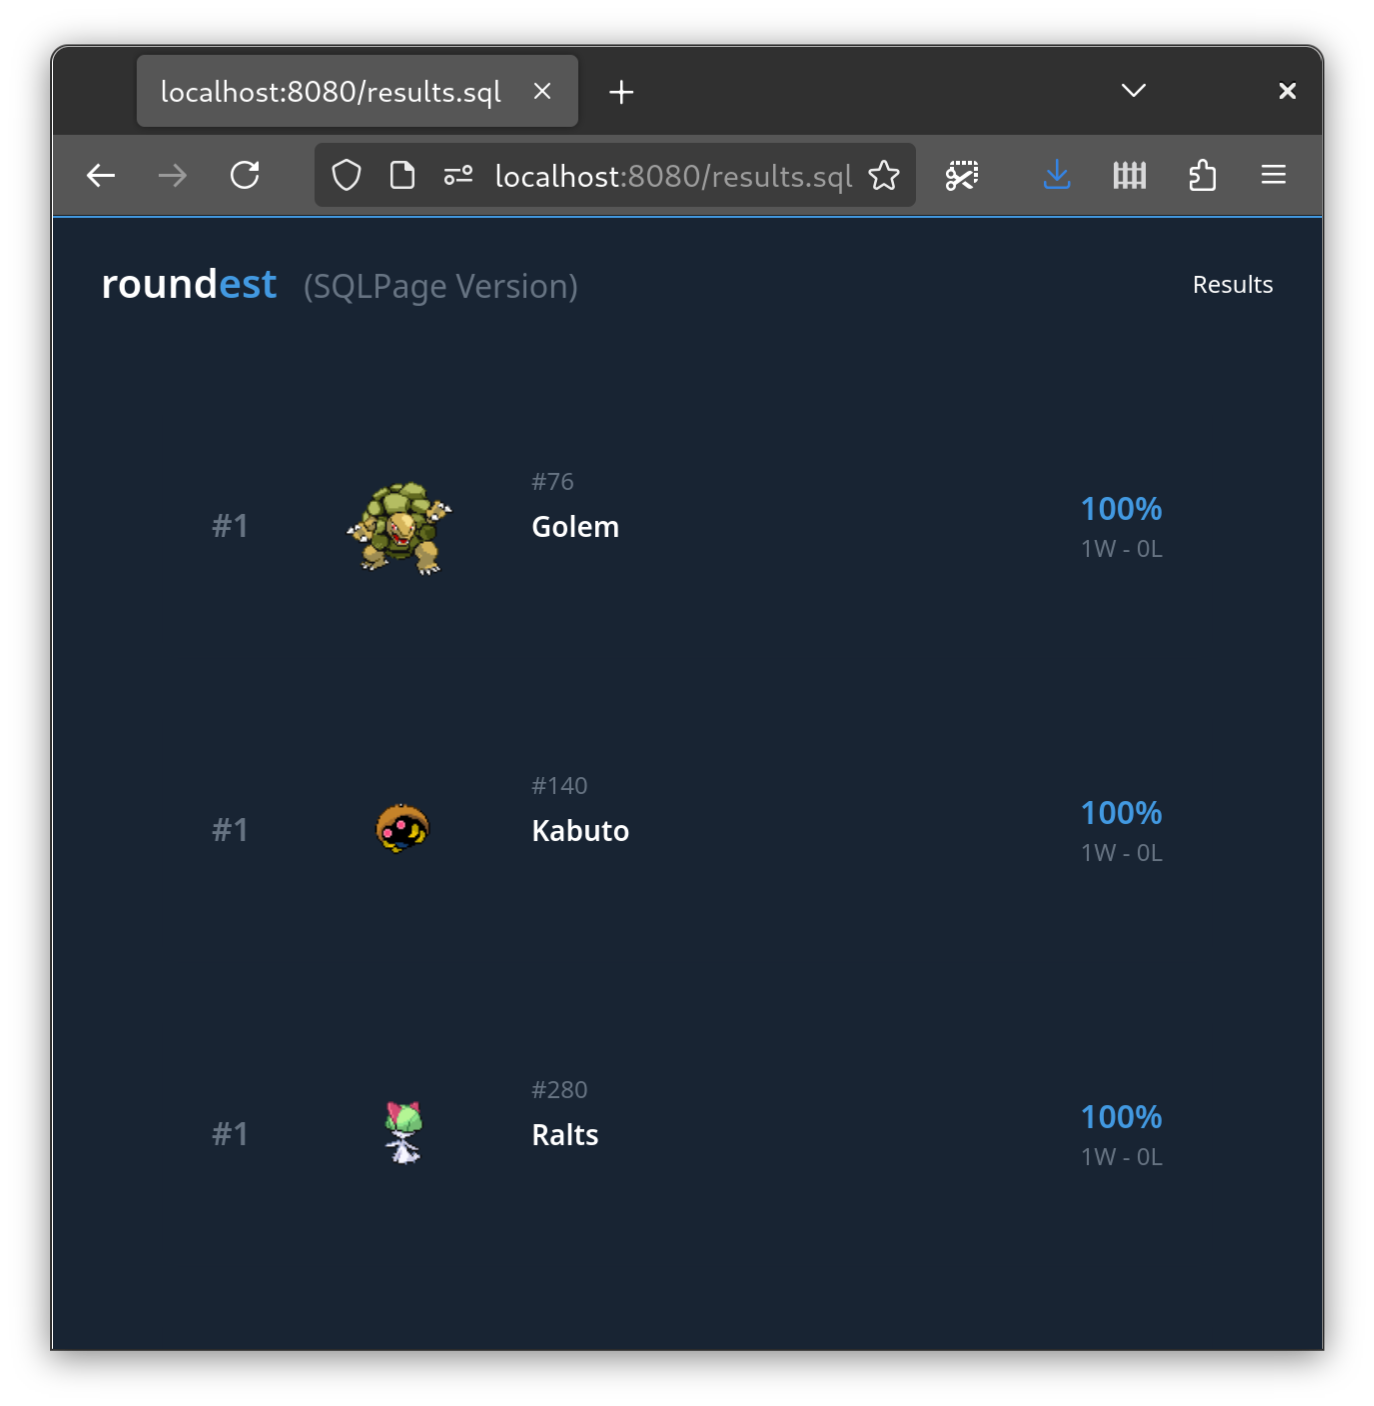 localhost:8080/results.sql
localhost:8080/results.sql
roundest (SQLPage Version)
Results
#1
#76
Golem
100%
1W - 0L
#1
#140
Kabuto
100%
1W - 0L
#1
#280
Ralts
100%
1W - 0L